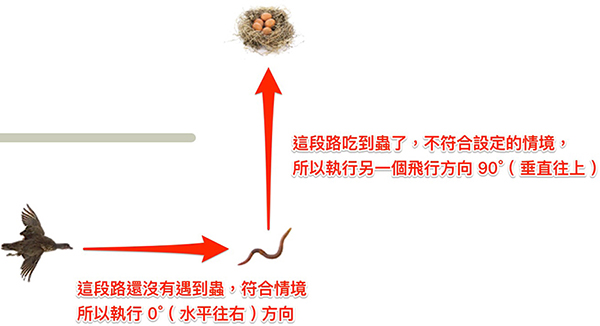 這段路吃到蟲了，不符合設定的情境，
所以執行另一個飛行方向 90°（垂直往上）
這段路還沒有遇到蟲，符合情境
所以執行 0°（水平往右）方向